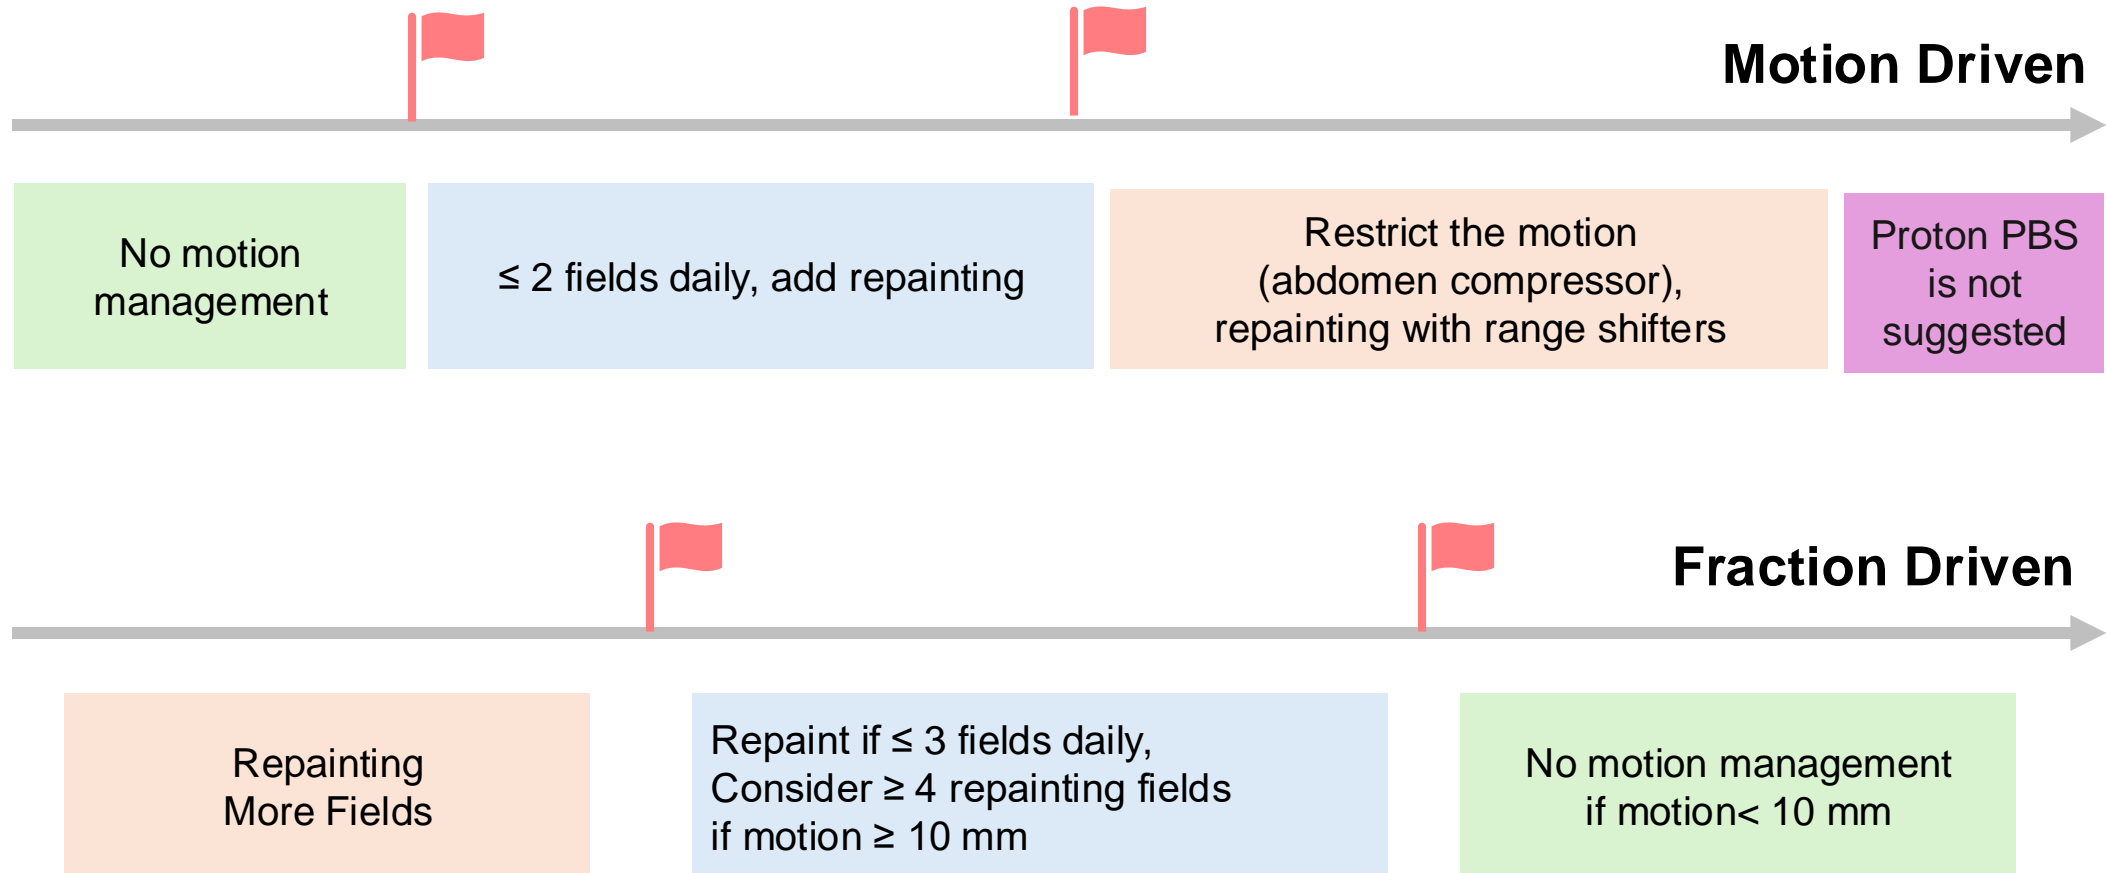 Motion Driven
No motion
management
≤ 2 fields daily, add repainting
Restrict the motion
(abdomen compressor),
repainting with range shifters
Proton PBS
is not
suggested
Fraction Driven
Repainting
More Fields
Repaint if ≤ 3 fields daily,
Consider ≥ 4 repainting fields
if motion ≥ 10 mm
No motion management
if motion< 10 mm